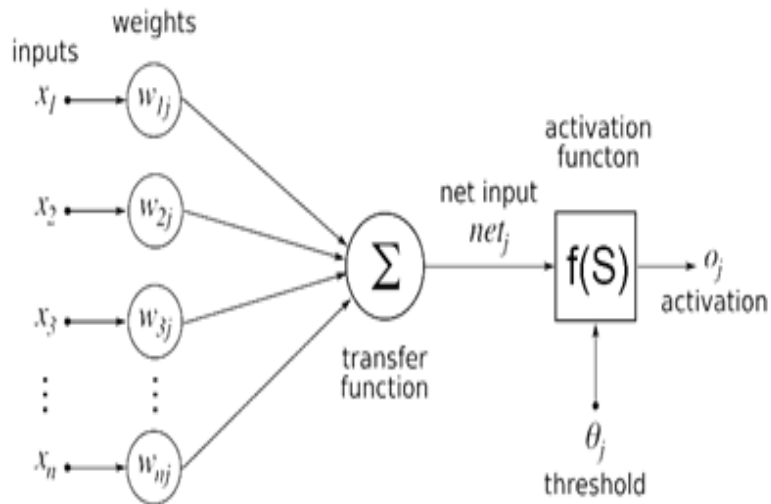 weights
inputs
x1
w1j
x2
w2j
x3
w3j
⋮
⋮
xn
wnj
Σ
transfer
function
net input
netj
activation
functon
f(S)
oj
activation
θj
threshold